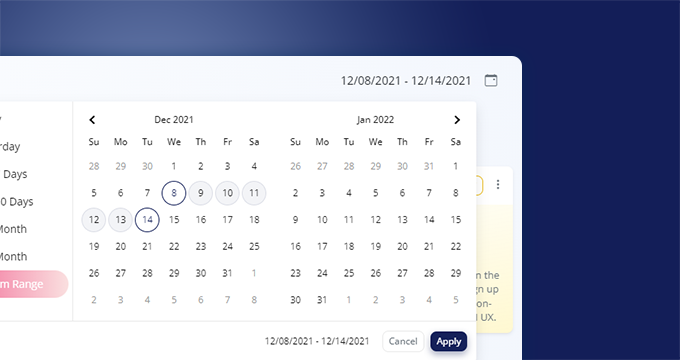 12/08/2021 - 12/14/2021
Dec 2021
Su Mo Tu We Th Fr Sa
28 29 30 1 2 3 4
5 6 7 8 9 10 11
12 13 14 15 16 17 18
19 20 21 22 23 24 25
26 27 28 29 30 31 1
2 3 4 5 6 7 8
Jan 2022
Su Mo Tu We Th Fr Sa
26 27 28 29 30 31 1
2 3 4 5 6 7 8
9 10 11 12 13 14 15
16 17 18 19 20 21 22
23 24 25 26 27 28 29
30 31 1 2 3 4 5
rday
Days
0 Days
Month
Month
m Range
n the
gn up
on-
UX.
12/08/2021 - 12/14/2021 Cancel Apply